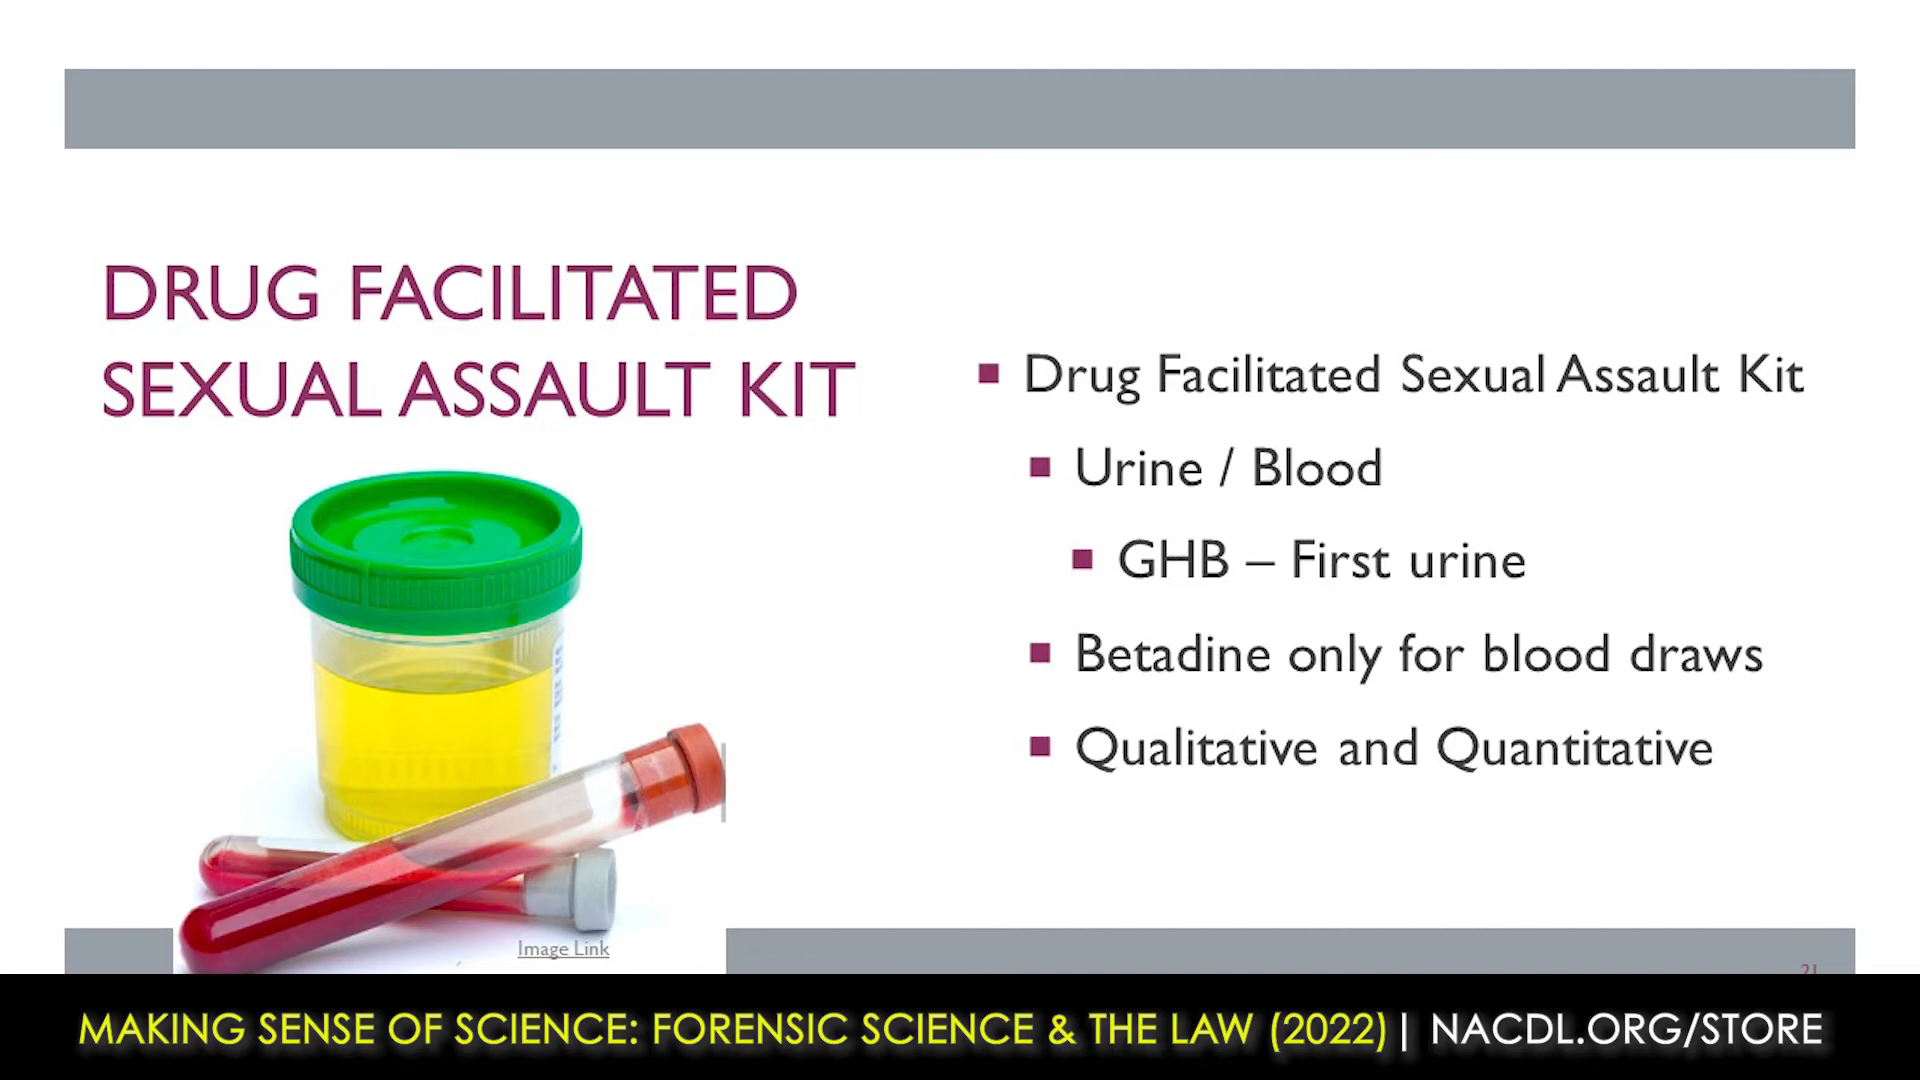 DRUG FACILITATED
SEXUAL ASSAULT KIT
Drug Facilitated Sexual Assault Kit
Urine / Blood
GHB – First urine
Betadine only for blood draws
Qualitative and Quantitative
Image Link
21
MAKING SENSE OF SCIENCE: FORENSIC SCIENCE & THE LAW (2022) | NACDL.ORG/STORE